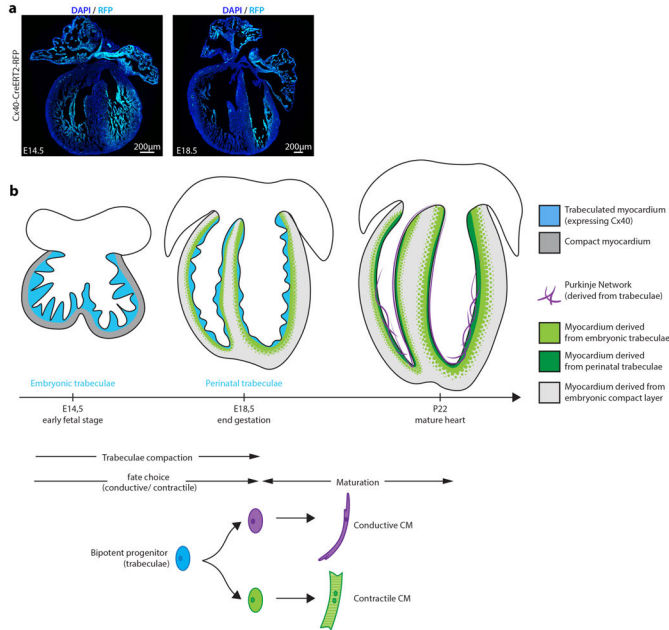 a
DAPI / RFP
DAPI / RFP
Cx40-CreERT2-RFP
E14.5
200μm
E18.5
200μm
b
Trabeculated myocardium
(expressing Cx40)
Compact myocardium
Purkinje Network
(derived from trabeculae)
Myocardium derived
from embryonic trabeculae
Myocardium derived
from perinatal trabeculae
Myocardium derived from
embryonic compact layer
Embryonic trabeculae
Perinatal trabeculae
E14,5
early fetal stage
E18,5
end gestation
P22
mature heart
Trabeculae compaction
fate choice
(conductive/ contractile)
Maturation
Bipotent progenitor
(trabeculae)
Conductive CM
Contractile CM